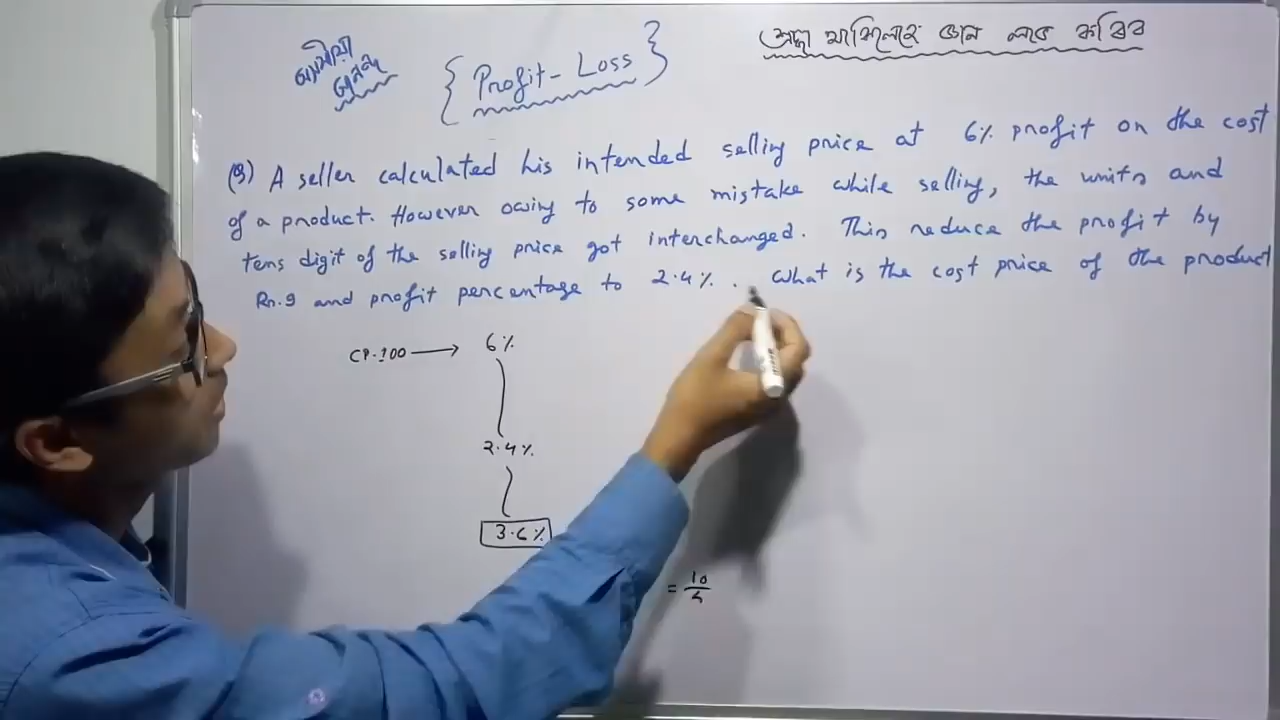 শ্ৰদ্ধা থাকিলেহে জ্ঞান লাভ কৰিব
{ Profit - Loss }
(Q) A seller calculated his intended selling price at 6% profit on the cost
of a product. However owing to some mistake while selling, the units and
tens digit of the selling price got interchanged. This reduce the profit by
Rs. 9 and profit percentage to 2.4%. What is the cost price of the product
CP-100 → 6%
2.4%
3.6%
= 10/4